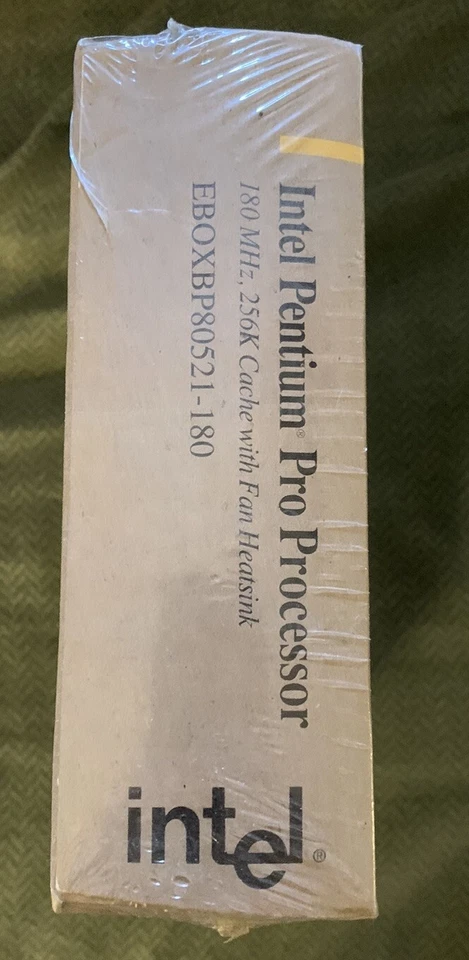 Intel Pentium® Pro Processor
180 MHz, 256K Cache with Fan Heatsink
EBOXBP80521-180
intel®